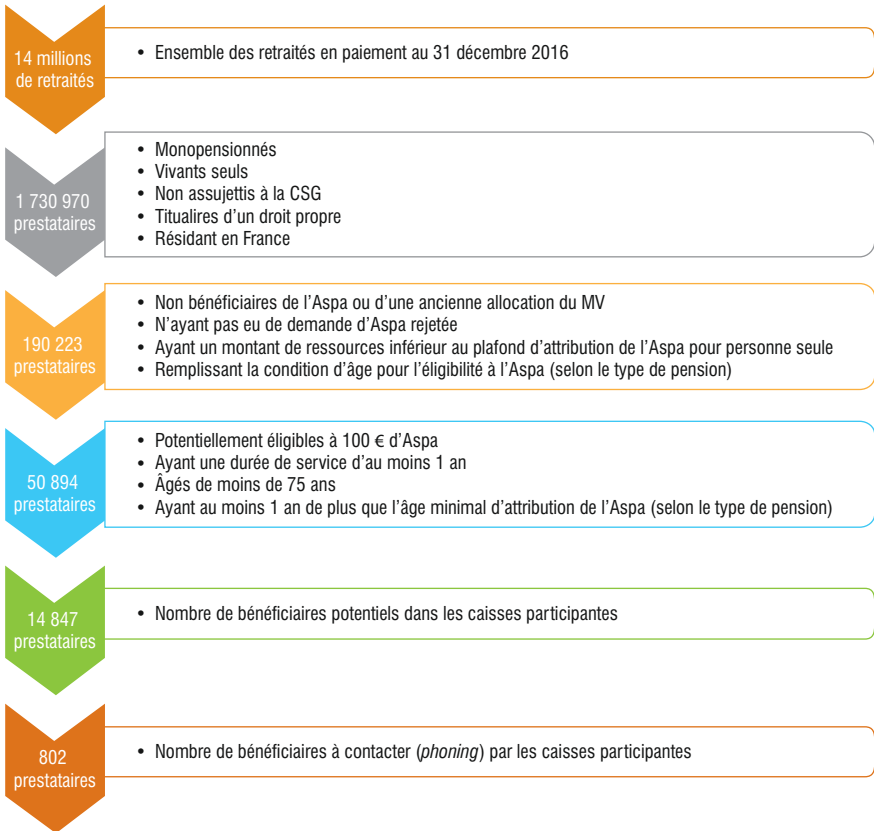 14 millions
de retraités
• Ensemble des retraités en paiement au 31 décembre 2016
1 730 970
prestataires
• Monopensionnés
• Vivants seuls
• Non assujettis à la CSG
• Titualires d’un droit propre
• Résidant en France
190 223
prestataires
• Non bénéficiaires de l’Aspa ou d’une ancienne allocation du MV
• N’ayant pas eu de demande d’Aspa rejetée
• Ayant un montant de ressources inférieur au plafond d’attribution de l’Aspa pour personne seule
• Remplissant la condition d’âge pour l’éligibilité à l’Aspa (selon le type de pension)
50 894
prestataires
• Potentiellement éligibles à 100 € d’Aspa
• Ayant une durée de service d’au moins 1 an
• Âgés de moins de 75 ans
• Ayant au moins 1 an de plus que l’âge minimal d’attribution de l’Aspa (selon le type de pension)
14 847
prestataires
• Nombre de bénéficiaires potentiels dans les caisses participantes
802
prestataires
• Nombre de bénéficiaires à contacter (phoning) par les caisses participantes